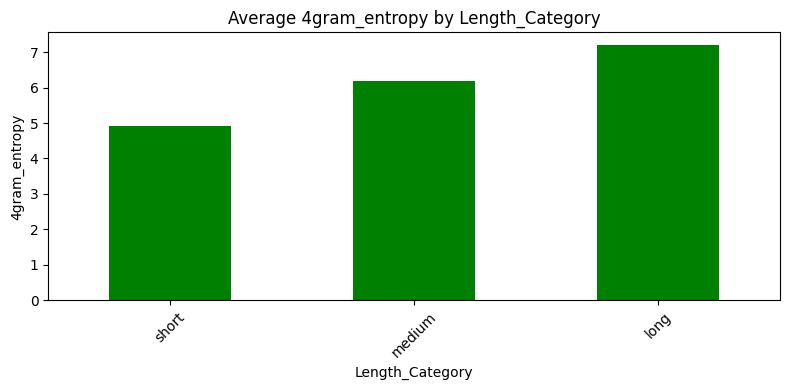 Average 4gram_entropy by Length_Category
4gram_entropy
7
6
5
4
3
2
1
0
short
medium
long
Length_Category